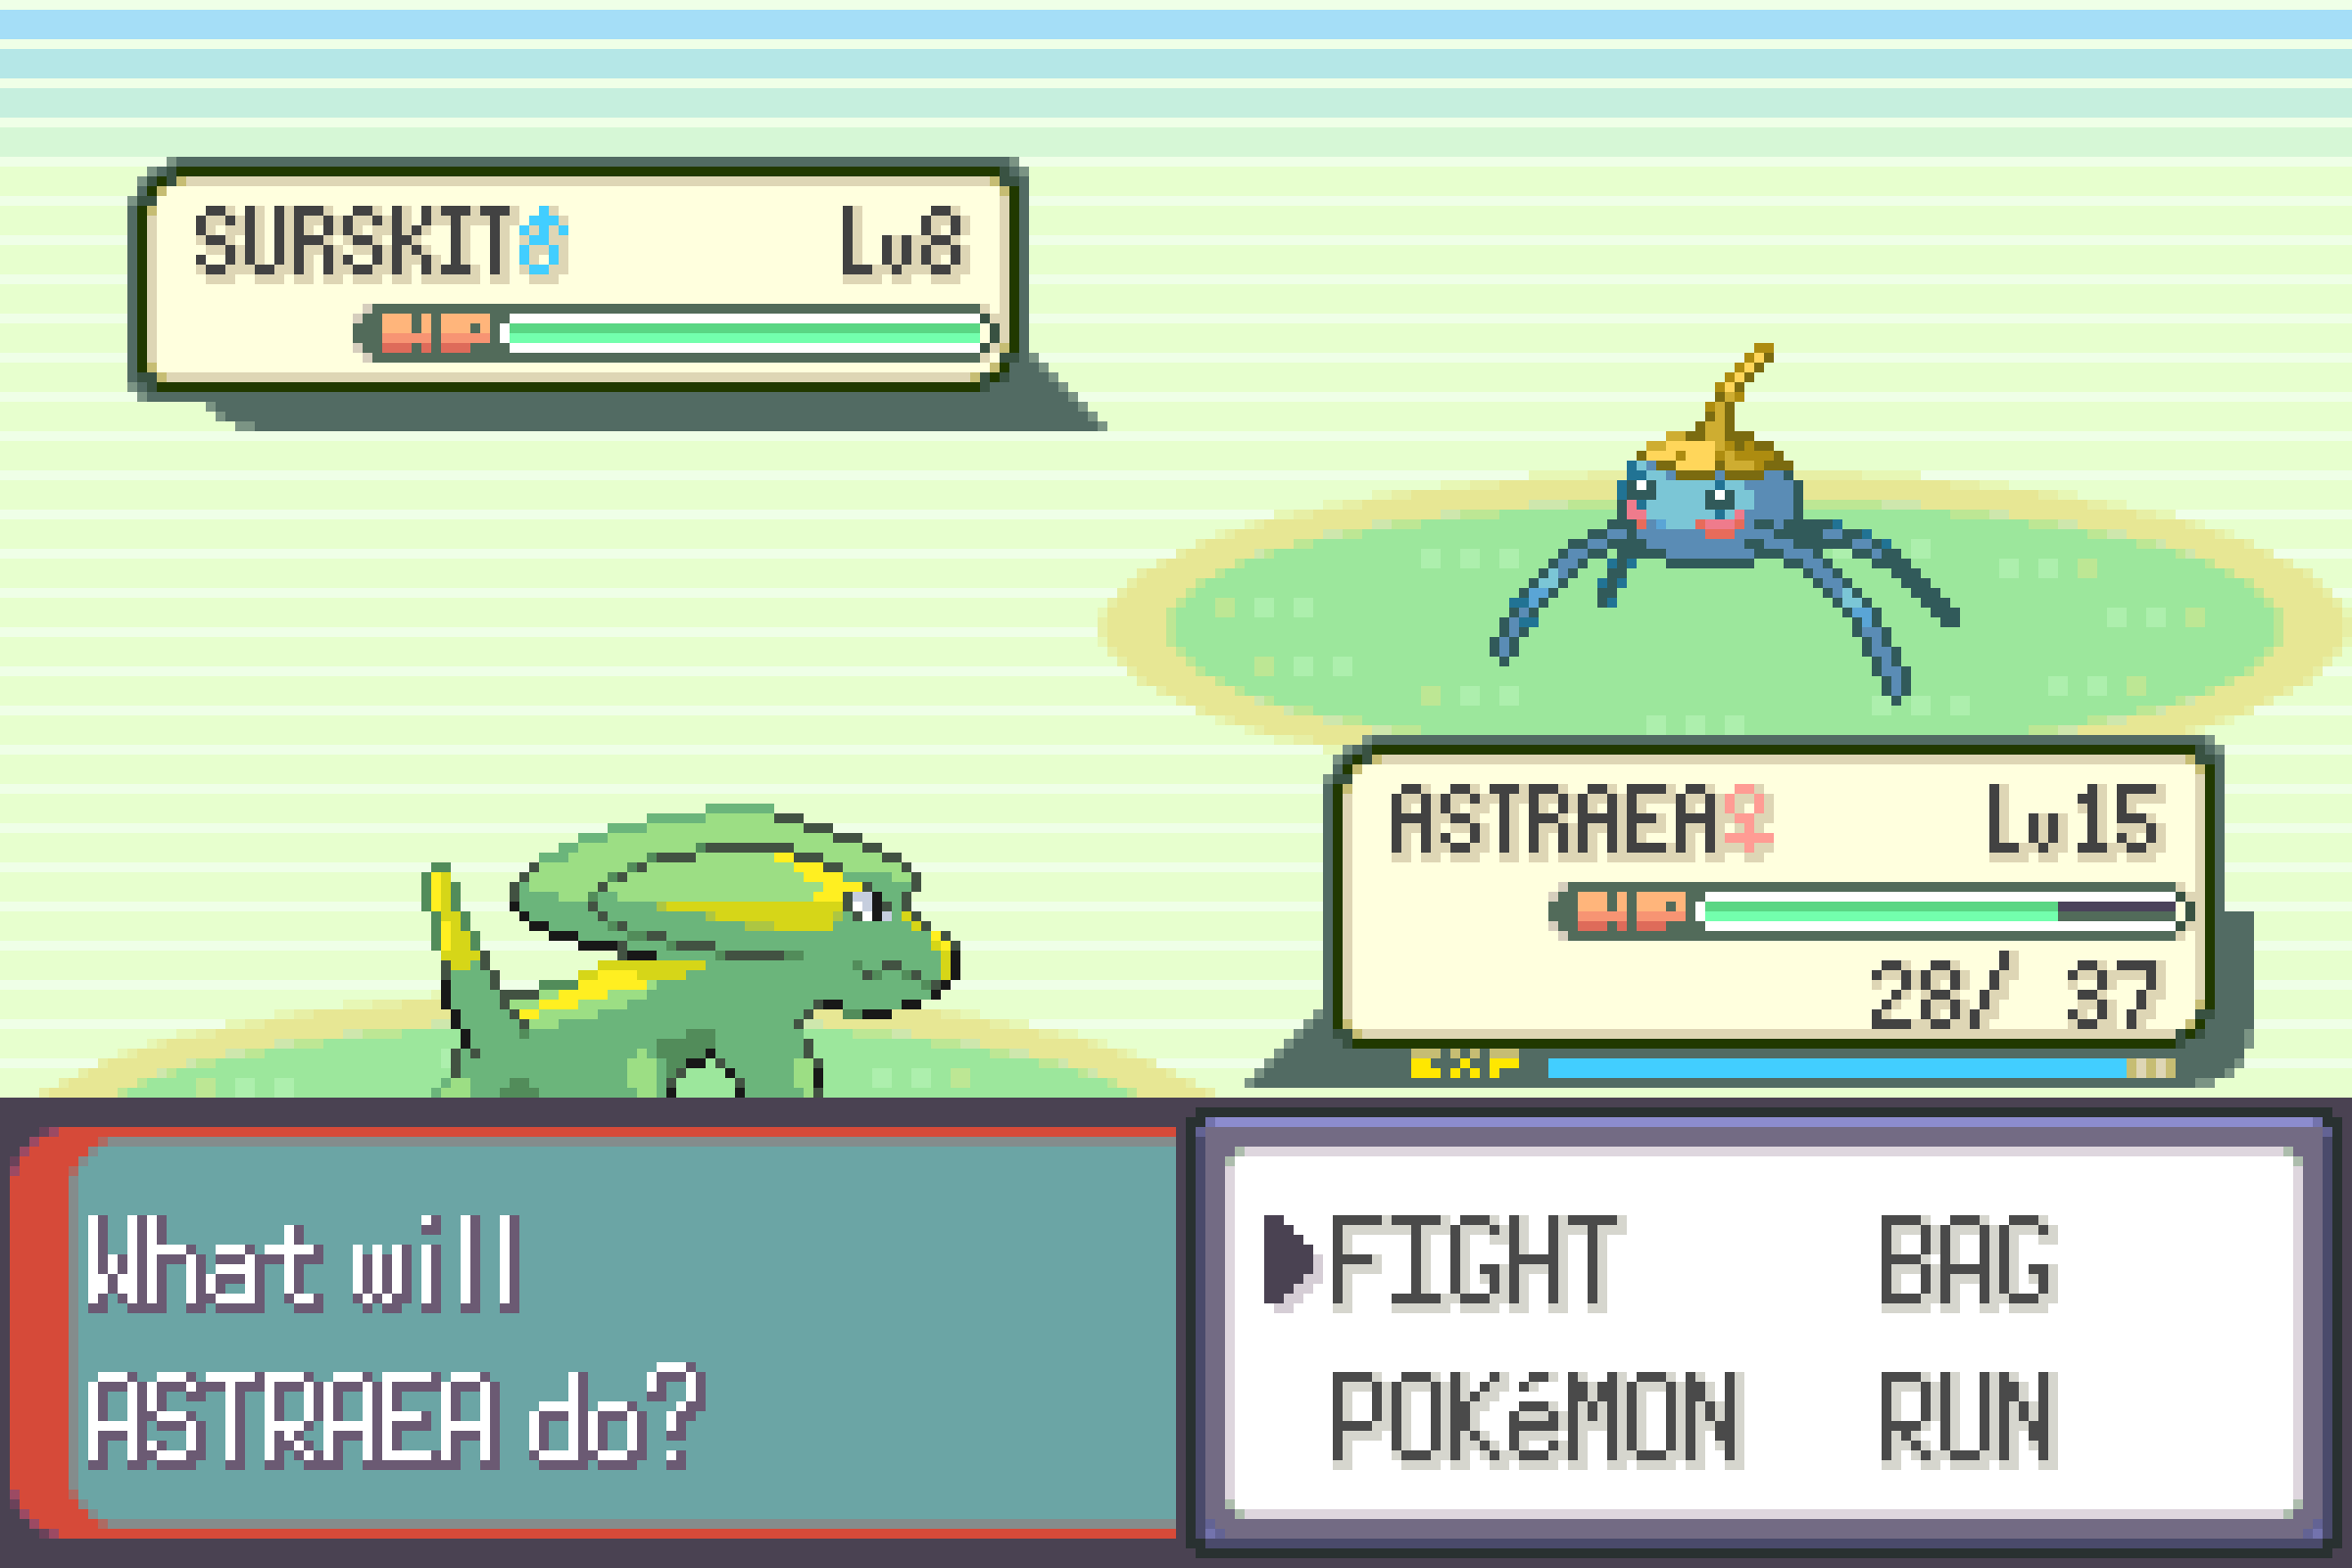 SURSKIT♂ Lv8
HP
ASTRAEA♀ Lv15
HP
28/ 37
EXP
What will
ASTRAEA do?
FIGHT BAG
POKéMON RUN